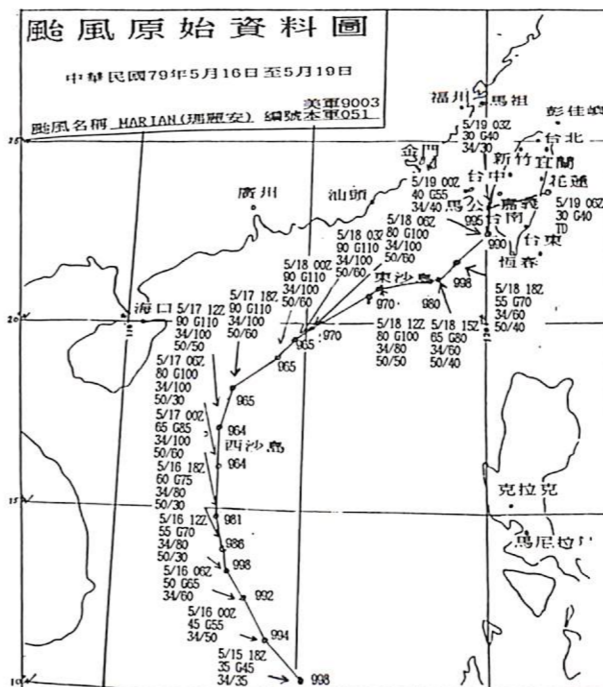 颱風原始資料圖
中華民國79年5月16日至5月19日
美軍9003
颱風名稱 MARIAN(瑪麗安) 編號本軍051
福州
馬祖
彭佳嶼
25
5/19 03Z
30 G40
34/30
台北
金門
新竹
宜蘭
5/19 00Z
40 G55
34/40
台中
花蓮
馬公
嘉義
5/19 06Z
30 G40
TD
廣州
汕頭
995
台南
990
台東
恆春
5/18 06Z
80 G100
34/100
50/60
5/18 03Z
90 G110
34/100
50/60
5/18 00Z
90 G110
34/100
50/60
東沙島
998
970
980
5/18 18Z
55 G70
34/60
50/40
5/17 18Z
90 G110
34/100
50/60
5/17 12Z
90 G110
34/100
50/50
海口
20
970
5/18 12Z
80 G100
34/80
50/50
5/18 15Z
65 G80
34/60
50/40
965
965
5/17 06Z
80 G100
34/100
50/30
965
5/17 00Z
65 G85
34/100
50/60
964
西沙島
964
5/16 18Z
60 G75
34/80
50/30
15
克拉克
981
5/16 12Z
55 G70
34/80
50/30
986
馬尼拉
998
5/16 06Z
50 G65
34/60
992
5/16 00Z
45 G55
34/50
994
5/15 18Z
35 G45
34/35
998
10